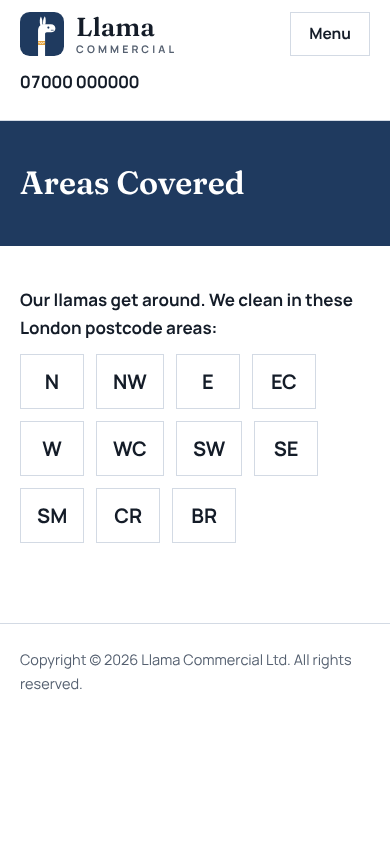 Llama
COMMERCIAL
Menu
07000 000000
Areas Covered
Our llamas get around. We clean in these
London postcode areas:
N NW E EC
W WC SW SE
SM CR BR
Copyright © 2026 Llama Commercial Ltd. All rights
reserved.